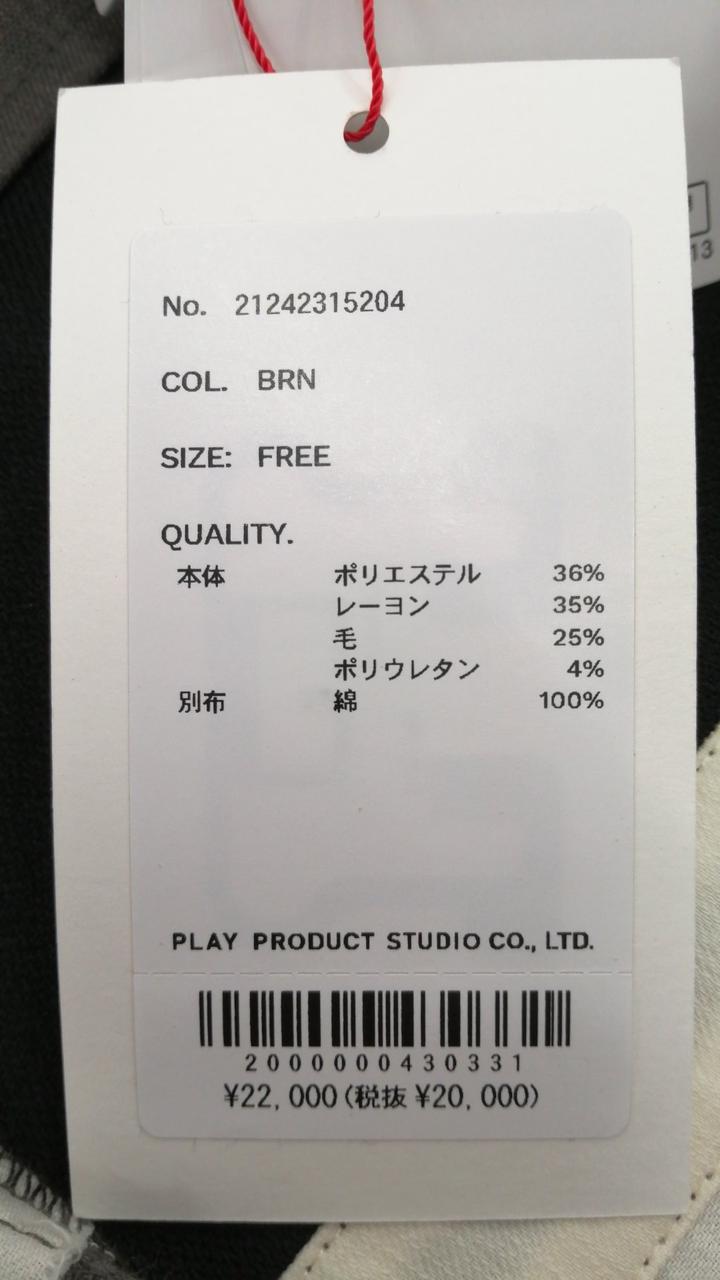 No. 21242315204
COL. BRN
SIZE: FREE
QUALITY.
本体 ポリエステル 36%
レーヨン 35%
毛 25%
ポリウレタン 4%
別布 綿 100%
PLAY PRODUCT STUDIO CO., LTD.
2000000430331
¥22,000(税抜 ¥20,000)
13